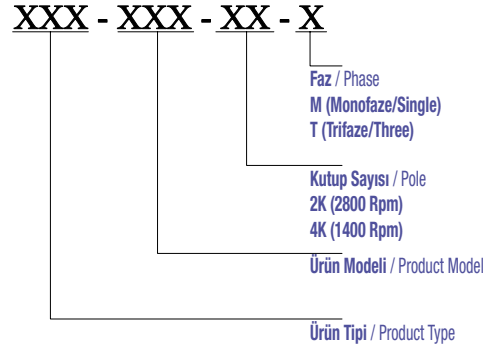 XXX - XXX - XX - X
Faz / Phase
M (Monofaze/Single)
T (Trifaze/Three)
Kutup Sayısı / Pole
2K (2800 Rpm)
4K (1400 Rpm)
Ürün Modeli / Product Model
Ürün Tipi / Product Type